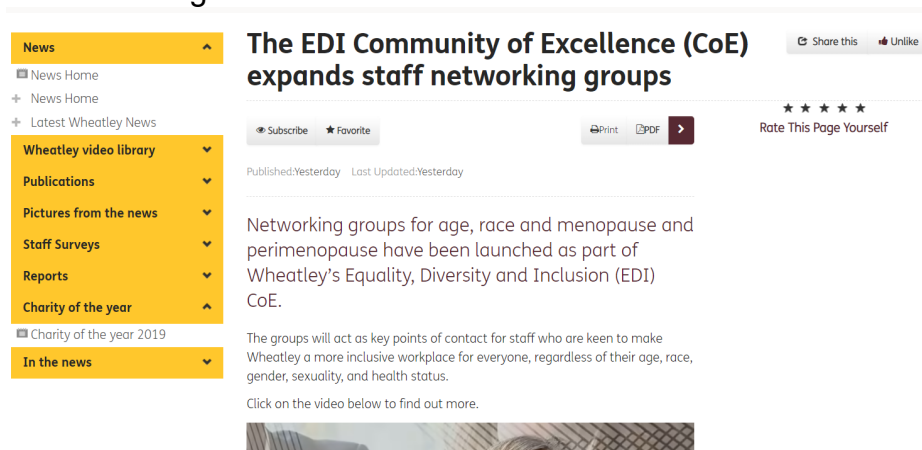 News
News Home
News Home
Latest Wheatley News
Wheatley video library
Publications
Pictures from the news
Staff Surveys
Reports
Charity of the year
Charity of the year 2019
In the news
The EDI Community of Excellence (CoE)
expands staff networking groups
Subscribe Favorite
Print PDF
Published:Yesterday Last Updated:Yesterday
Networking groups for age, race and menopause and
perimenopause have been launched as part of
Wheatley's Equality, Diversity and Inclusion (EDI)
CoE.
The groups will act as key points of contact for staff who are keen to make
Wheatley a more inclusive workplace for everyone, regardless of their age, race,
gender, sexuality, and health status.
Click on the video below to find out more.
Share this Unlike
Rate This Page Yourself